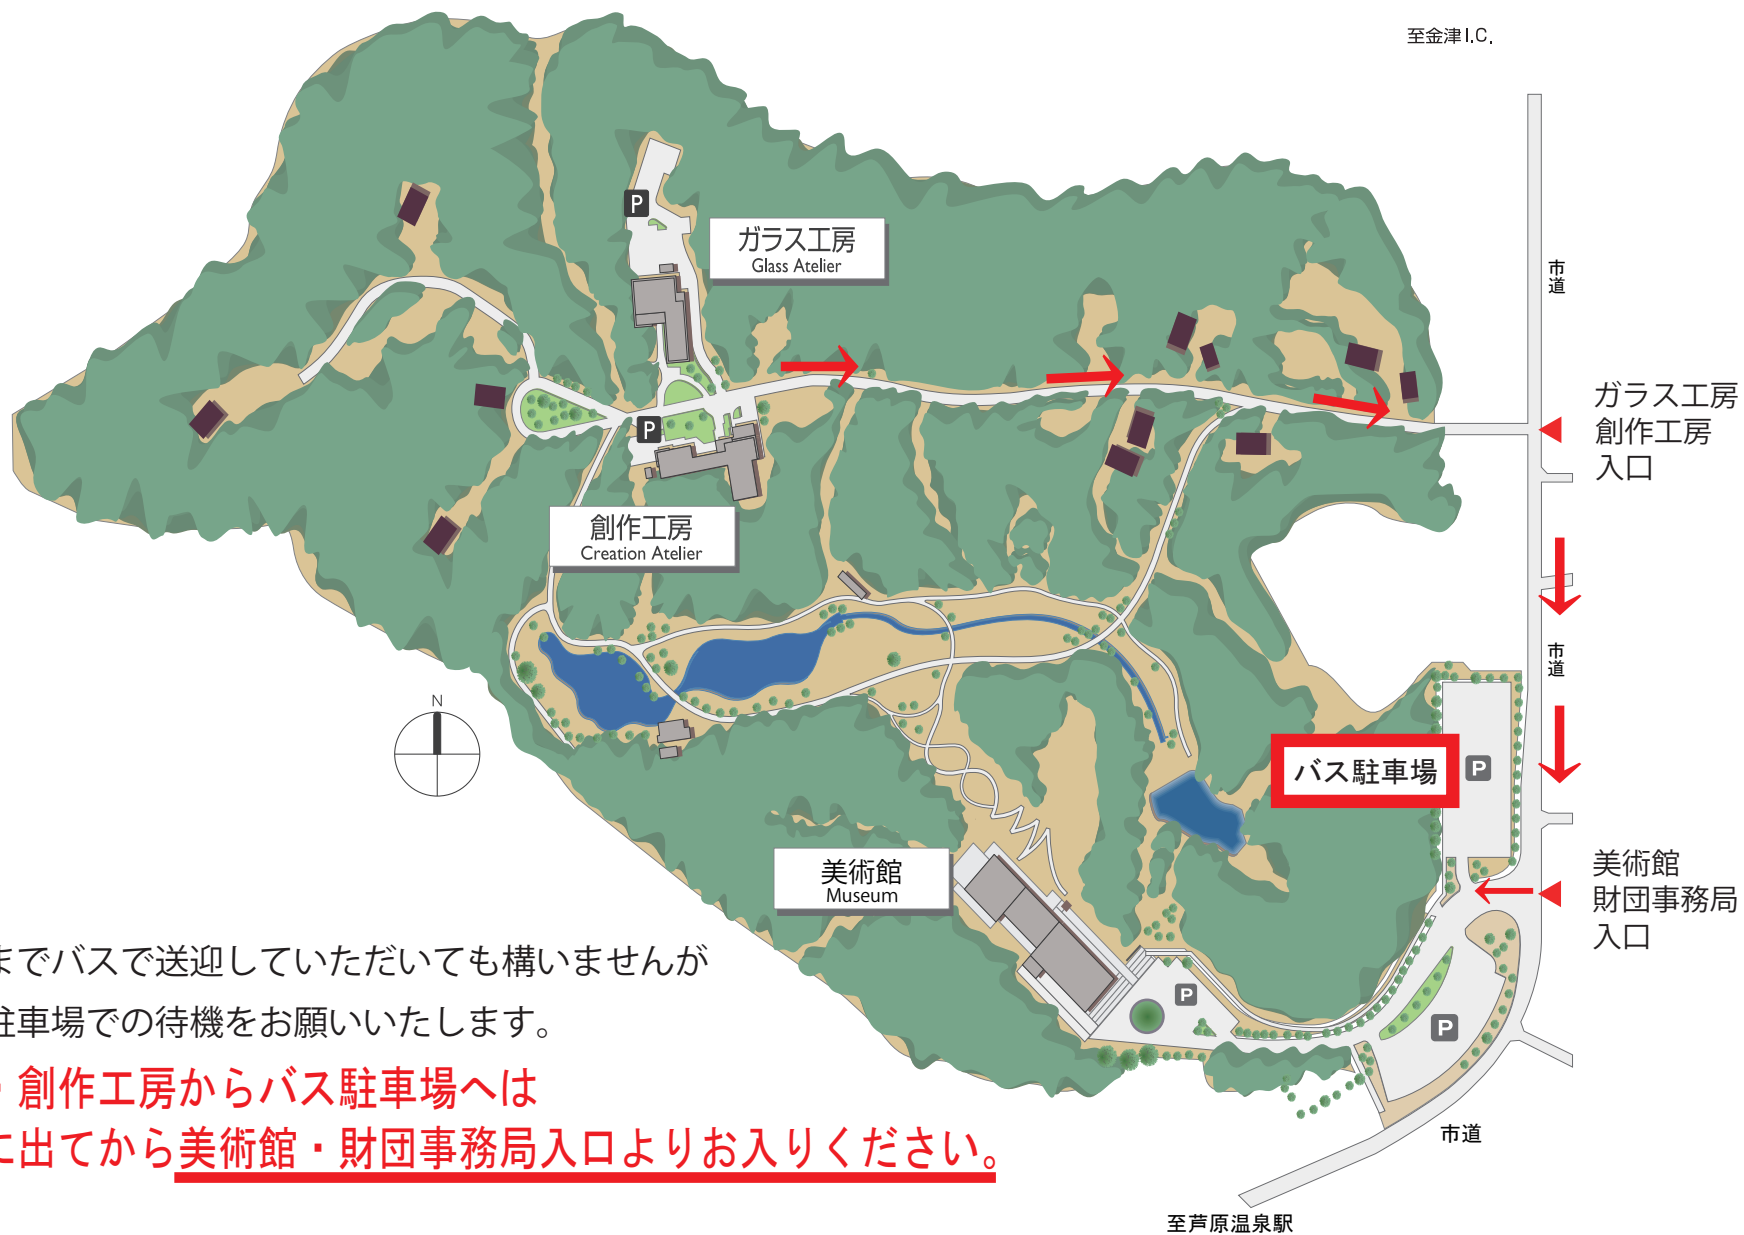 至金津I.C.
P
ガラス工房
Glass Atelier
市道
ガラス工房
創作工房
入口
P
創作工房
Creation Atelier
市道
N
バス駐車場
P
美術館
Museum
美術館
財団事務局
入口
までバスで送迎していただいても構いませんが
駐車場での待機をお願いいたします。
・創作工房からバス駐車場へは
に出てから美術館・財団事務局入口よりお入りください。
P
P
市道
至芦原温泉駅